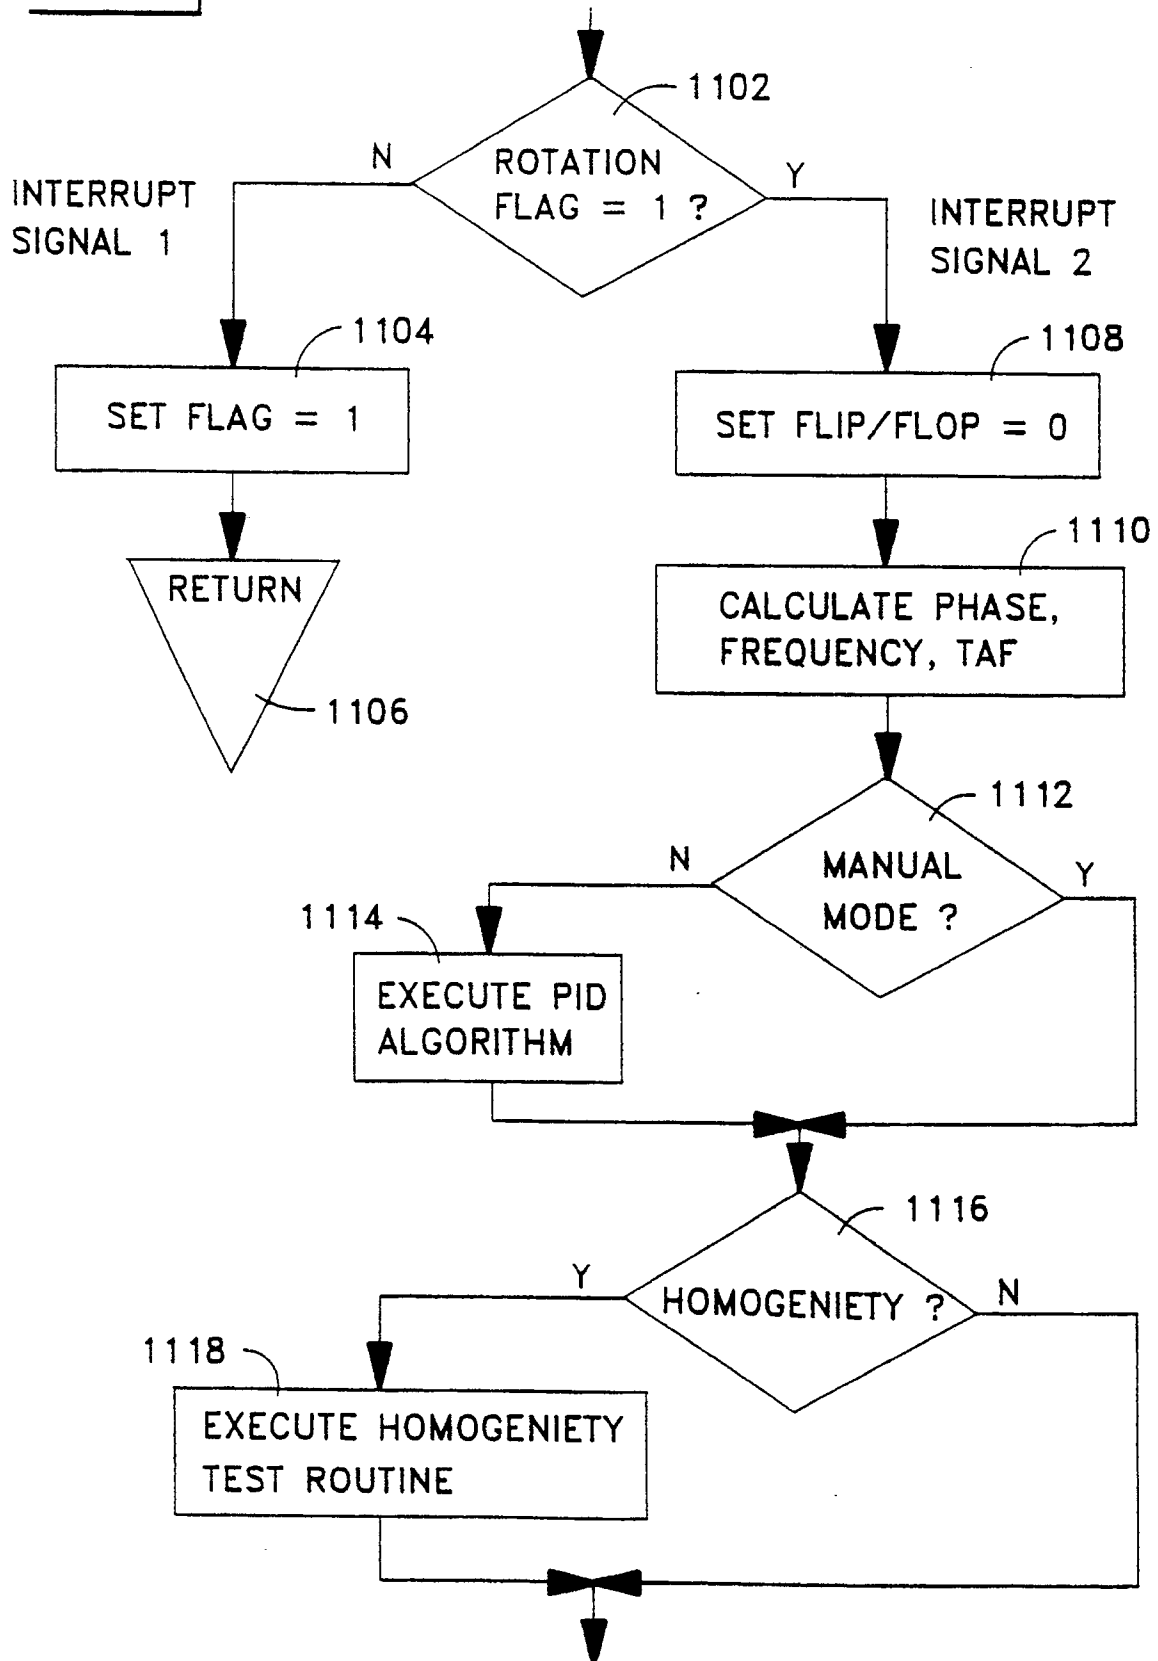 1102
N
ROTATION
FLAG = 1 ?
Y
INTERRUPT
SIGNAL 1
INTERRUPT
SIGNAL 2
1104
SET FLAG = 1
1108
SET FLIP/FLOP = 0
RETURN
1106
1110
CALCULATE PHASE,
FREQUENCY, TAF
1112
N
MANUAL
MODE ?
Y
1114
EXECUTE PID
ALGORITHM
1116
Y
HOMOGENIETY ?
N
1118
EXECUTE HOMOGENIETY
TEST ROUTINE